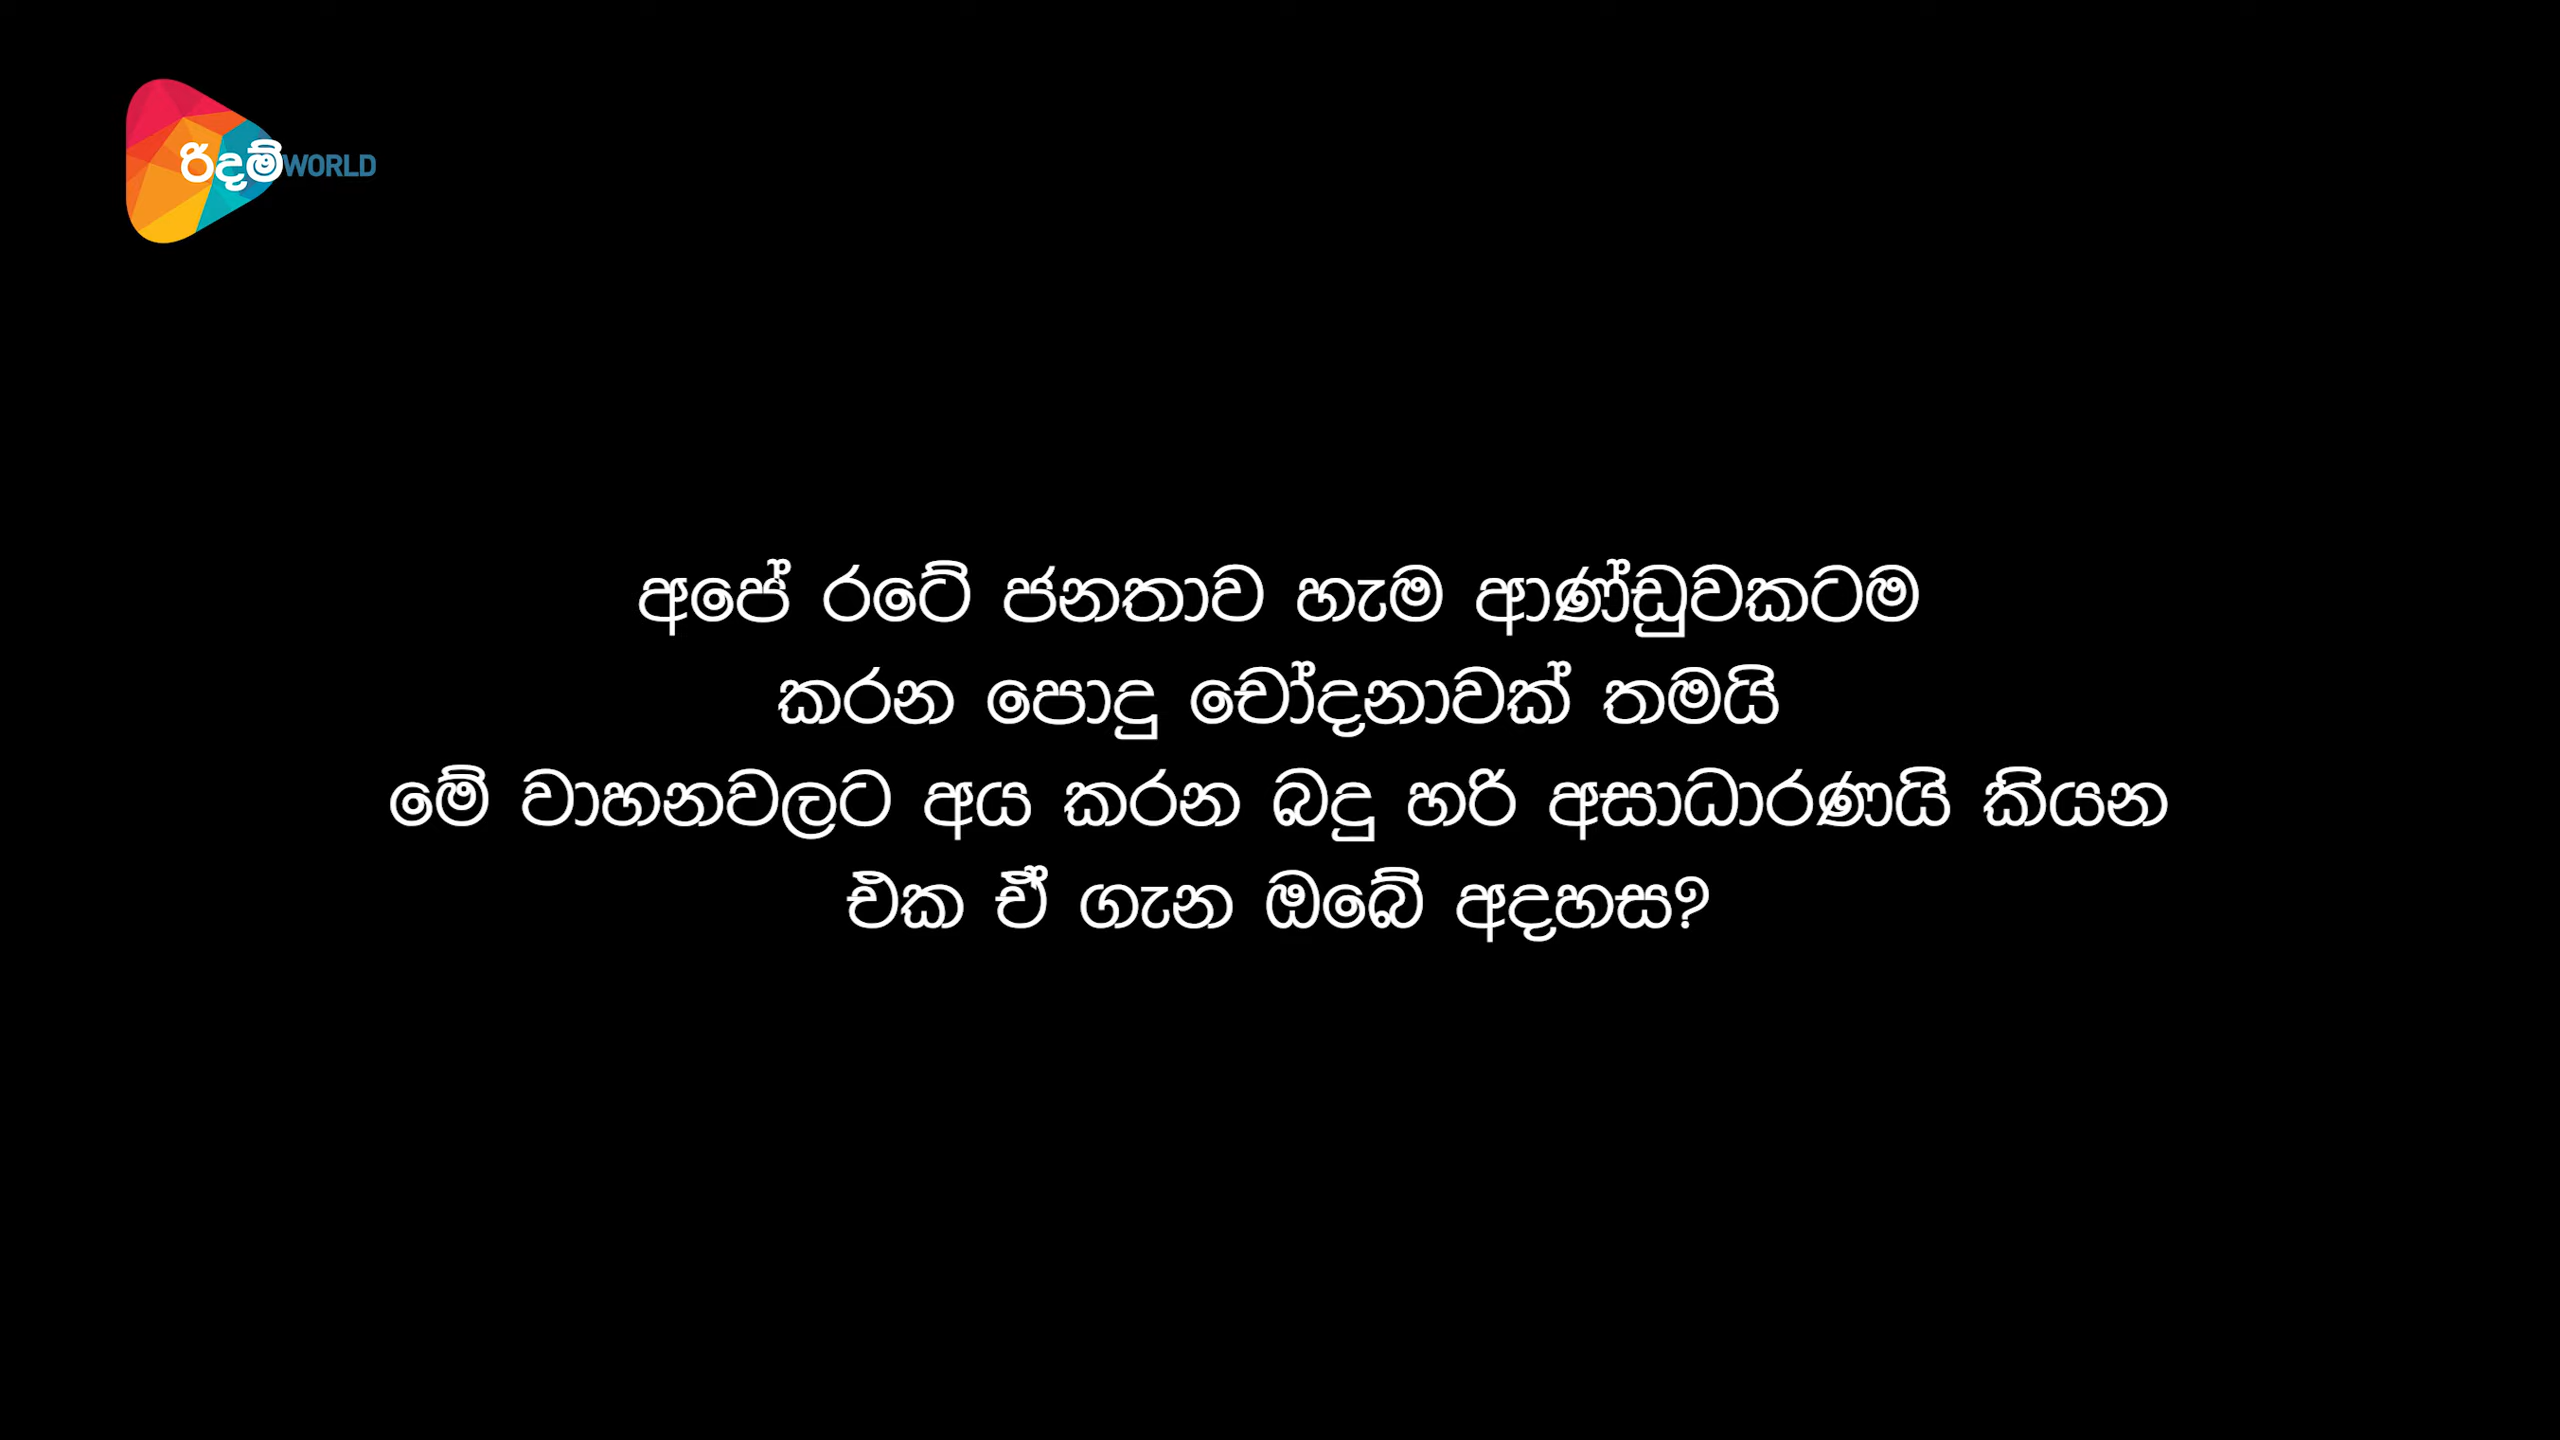 රිදම් WORLD
අපේ රටේ ජනතාව හැම ආණ්ඩුවකටම
කරන පොදු චෝදනාවක් තමයි
මේ වාහනවලට අය කරන බදු හරි අසාධාරණයි කියන
එක ඒ ගැන ඔබේ අදහස?